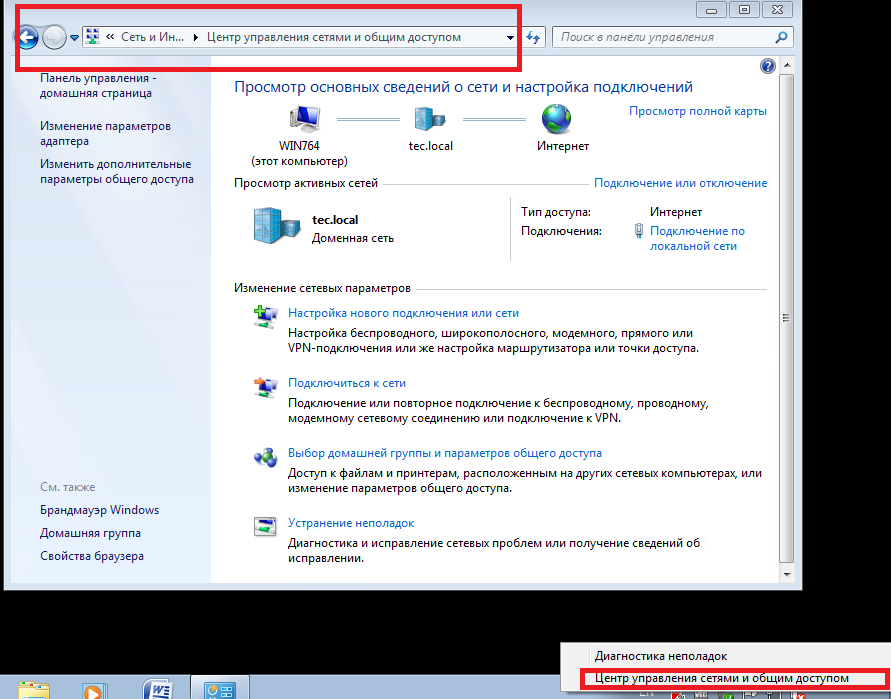 « Сеть и Ин... Центр управления сетями и общим доступом
Поиск в панели управления
Панель управления -
домашняя страница
Изменение параметров
адаптера
Изменить дополнительные
параметры общего доступа
См. также
Брандмауэр Windows
Домашняя группа
Свойства браузера
Просмотр основных сведений о сети и настройка подключений
Просмотр полной карты
WIN764
(этот компьютер)
tec.local
Интернет
Просмотр активных сетей
Подключение или отключение
tec.local
Доменная сеть
Тип доступа: Интернет
Подключения: Подключение по
локальной сети
Изменение сетевых параметров
Настройка нового подключения или сети
Настройка беспроводного, широкополосного, модемного, прямого или
VPN-подключения или же настройка маршрутизатора или точки доступа.
Подключиться к сети
Подключение или повторное подключение к беспроводному, проводному,
модемному сетевому соединению или подключение к VPN.
Выбор домашней группы и параметров общего доступа
Доступ к файлам и принтерам, расположенным на других сетевых компьютерах, или
изменение параметров общего доступа.
Устранение неполадок
Диагностика и исправление сетевых проблем или получение сведений об
исправлении.
Диагностика неполадок
Центр управления сетями и общим доступом